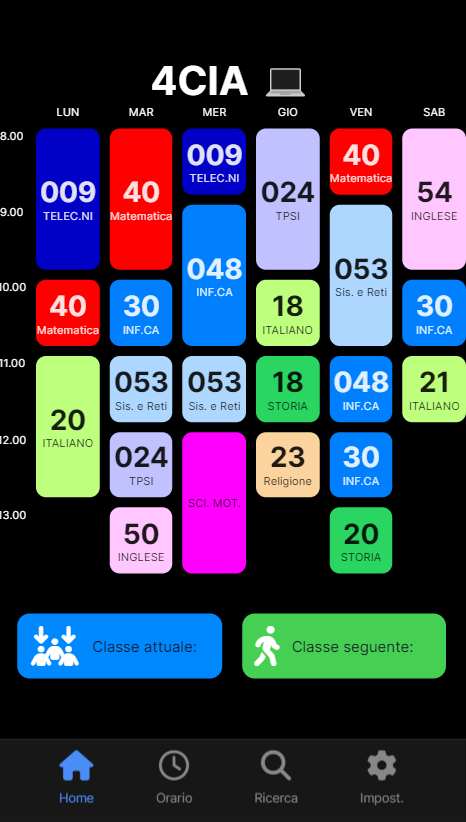 4CIA
LUN MAR MER GIO VEN SAB
8.00
009
TELEC.NI
40
Matematica
009
TELEC.NI
024
TPSI
40
Matematica
54
INGLESE
9.00
048
INF.CA
053
Sis. e Reti
10.00
40
Matematica
30
INF.CA
18
ITALIANO
30
INF.CA
11.00
20
ITALIANO
053
Sis. e Reti
053
Sis. e Reti
18
STORIA
048
INF.CA
21
ITALIANO
12.00
024
TPSI
SCI. MOT.
23
Religione
30
INF.CA
13.00
50
INGLESE
20
STORIA
Classe attuale:
Classe seguente:
Home
Orario
Ricerca
Impost.